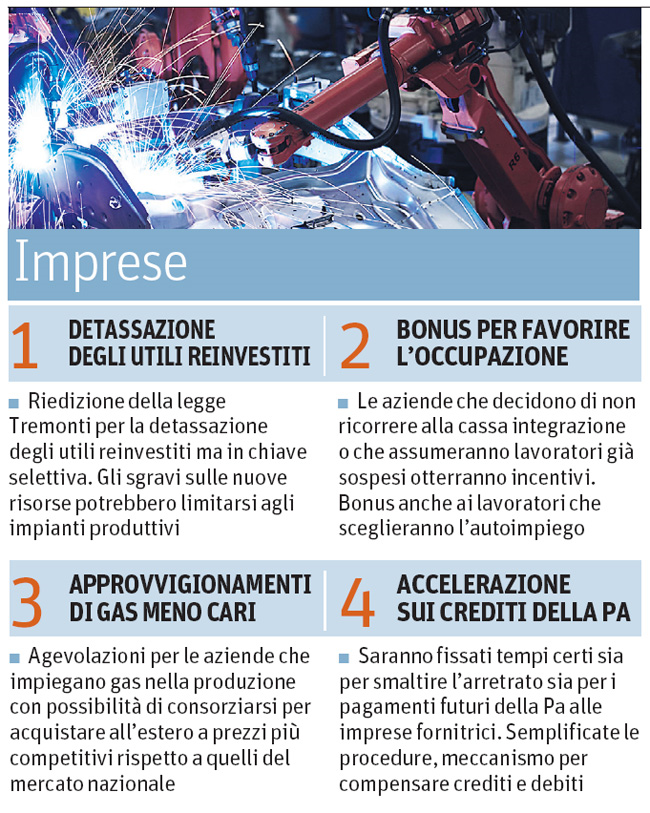 R6
Imprese
1
DETASSAZIONE
DEGLI UTILI REINVESTITI
Riedizione della legge
Tremonti per la detassazione
degli utili reinvestiti ma in chiave
selettiva. Gli sgravi sulle nuove
risorse potrebbero limitarsi agli
impianti produttivi
2
BONUS PER FAVORIRE
L'OCCUPAZIONE
Le aziende che decidono di non
ricorrere alla cassa integrazione
o che assumeranno lavoratori già
sospesi otterranno incentivi.
Bonus anche ai lavoratori che
sceglieranno l'autoimpiego
3
APPROVVIGIONAMENTI
DI GAS MENO CARI
Agevolazioni per le aziende che
impiegano gas nella produzione
con possibilità di consorziarsi per
acquistare all'estero a prezzi più
competitivi rispetto a quelli del
mercato nazionale
4
ACCELERAZIONE
SUI CREDITI DELLA PA
Saranno fissati tempi certi sia
per smaltire l'arretrato sia per i
pagamenti futuri della Pa alle
imprese fornitrici. Semplificate le
procedure, meccanismo per
compensare crediti e debiti